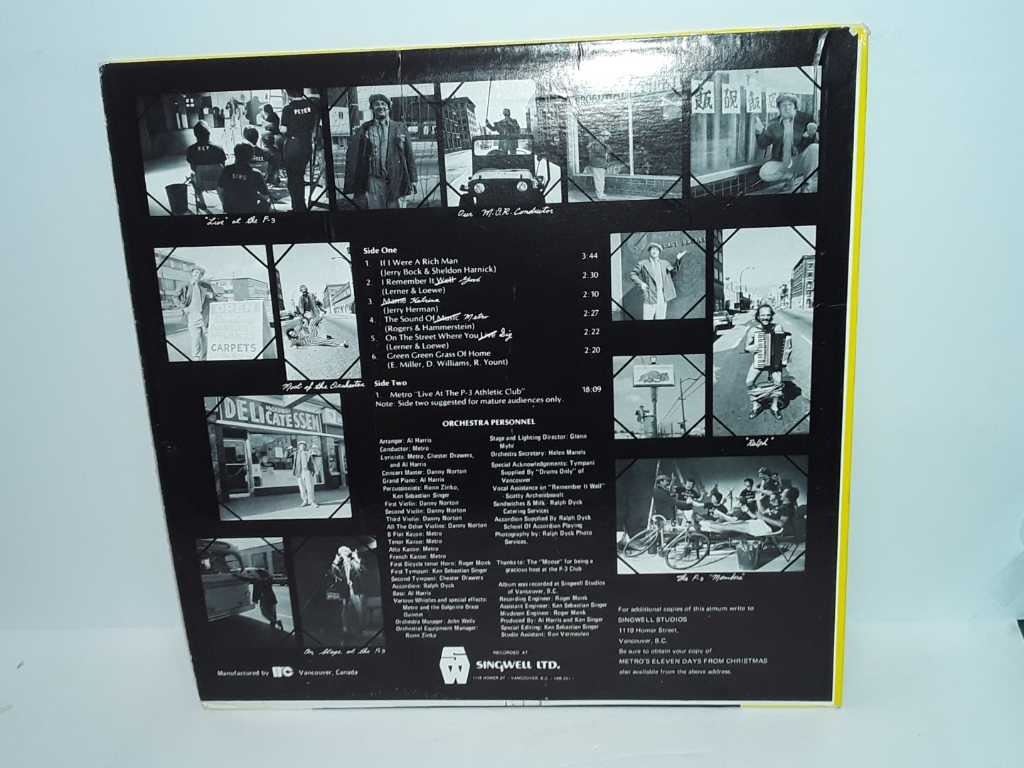 KEN
PETER
"Live" at the P-3
Our M.O.R. Conductor
飯
硯
CARPETS
Most of the Orchestra
Side One
1. If I Were A Rich Man 3:44
(Jerry Bock & Sheldon Harnick)
2. I Remember It Well Good 2:30
(Lerner & Loewe)
3. Mame Katrina 2:10
(Jerry Herman)
4. The Sound Of Music Metro 2:27
(Rogers & Hammerstein)
5. On The Street Where You Live Dig 2:22
(Lerner & Loewe)
6. Green Green Grass Of Home 2:20
(E. Miller, D. Williams, R. Yount)
Side Two
1. Metro "Live At The P-3 Athletic Club" 18:09
Note: Side two suggested for mature audiences only.
DELICATESSEN
"Ralph"
ORCHESTRA PERSONNEL
Arranger: Al Harris
Conductor: Metro
Lyricists: Metro, Chester Drawers,
and Al Harris
Concert Master: Danny Norton
Grand Piano: Al Harris
Percussionists: Ronn Zinko,
Ken Sebastian Singer
First Violin: Danny Norton
Second Violin: Danny Norton
Third Violin: Danny Norton
All The Other Violins: Danny Norton
B Flat Kazoo: Metro
Tenor Kazoo: Metro
Alto Kazoo: Metro
French Kazoo: Metro
First Bicycle tenor Horn: Roger Monk
First Tympani: Ken Sebastian Singer
Second Tympani: Chester Drawers
Accordion: Ralph Dyck
Bass: Al Harris
Various Whistles and special effects:
Metro and the Galgonie Brass
Quintet
Orchestra Manager: John Wells
Orchestral Equipment Manager:
Ronn Zinko
Stage and Lighting Director: Glenn
Myhr
Orchestra Secretary: Helen Manels
Special Acknowledgements: Tympani
Supplied By "Drums Only" of
Vancouver
Vocal Assistance on "Remember It Well"
Scotty Archenbreault
Sandwiches & Milk: Ralph Dyck
Catering Services
Accordion Supplied By Ralph Dyck
School Of Accordion Playing
Photography by: Ralph Dyck Photo
Services.
Thanks to: The "Moose" for being a
gracious host at the P-3 Club
Album was recorded at Singwell Studios
of Vancouver, B.C.
Recording Engineer: Roger Monk
Assistant Engineer: Ken Sebastian Singer
Mixdown Engineer: Roger Monk
Produced By: Al Harris and Ken Singer
Special Editing: Ken Sebastian Singer
Studio Assistant: Ron Vermeulen
The P-3 "Members"
On Stage at the P-3
For additional copies of this almum write to
SINGWELL STUDIOS
1119 Homer Street,
Vancouver, B.C.
Be sure to obtain your copy of
METRO'S ELEVEN DAYS FROM CHRISTMAS
also available from the above address.
Manufactured by ITC Vancouver, Canada
RECORDED AT
SINGWELL LTD.